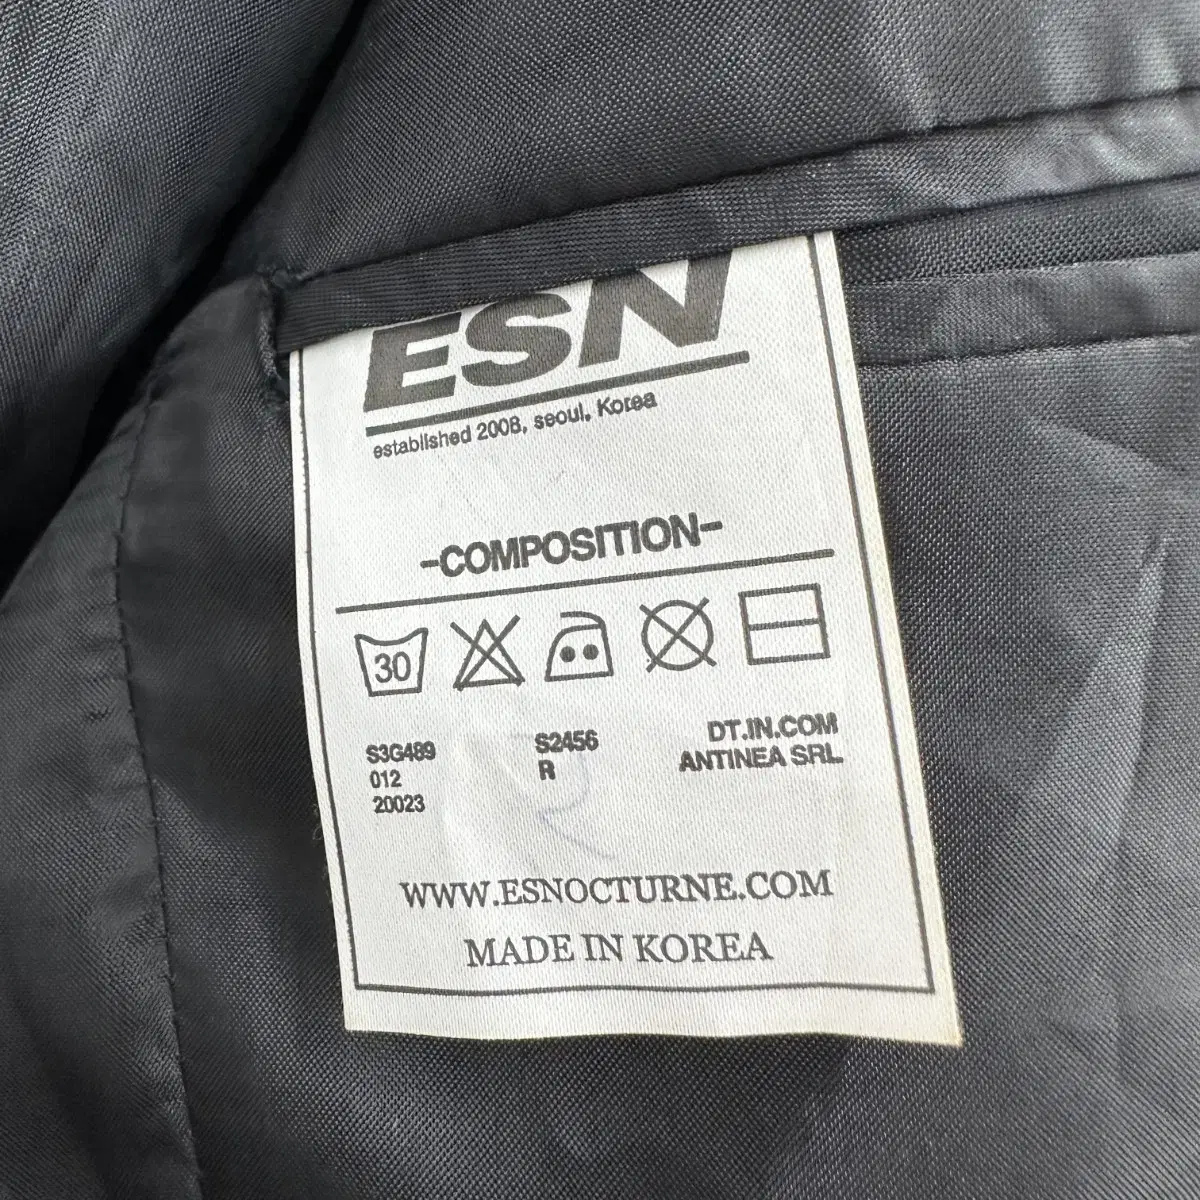 ESN
established 2008, seoul, Korea
-COMPOSITION-
30
S3G489 S2456 DT.IN.COM
012 R ANTINEA SRL
20023
WWW.ESNOCTURNE.COM
MADE IN KOREA